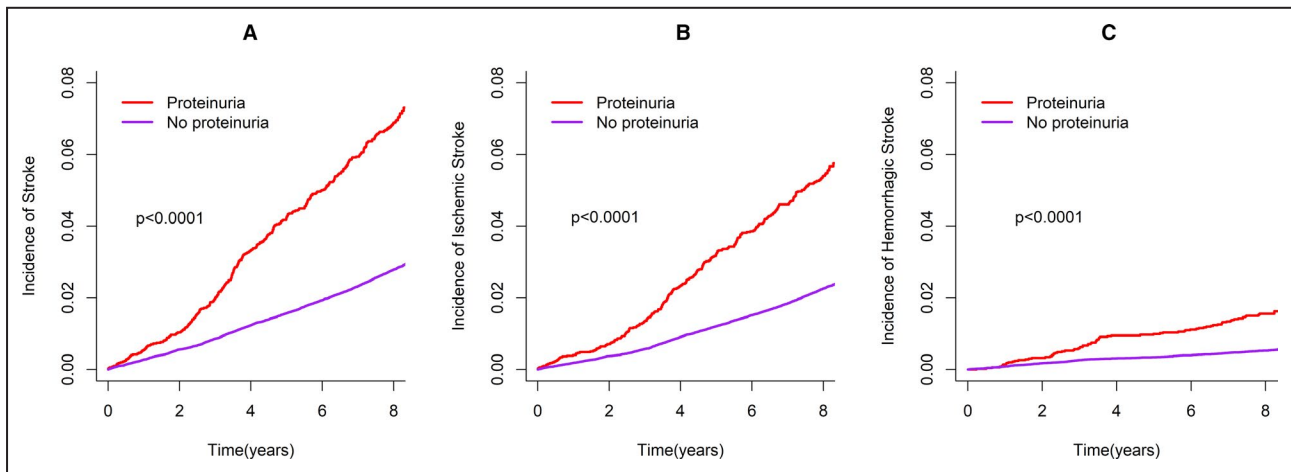 A
Incidence of Stroke
0.08
0.06
0.04
0.02
0.00
Proteinuria
No proteinuria
p<0.0001
0 2 4 6 8
Time(years)
B
Incidence of Ischemic Stroke
0.08
0.06
0.04
0.02
0.00
Proteinuria
No proteinuria
p<0.0001
0 2 4 6 8
Time(years)
C
Incidence of Hemorrhagic Stroke
0.08
0.06
0.04
0.02
0.00
Proteinuria
No proteinuria
p<0.0001
0 2 4 6 8
Time(years)